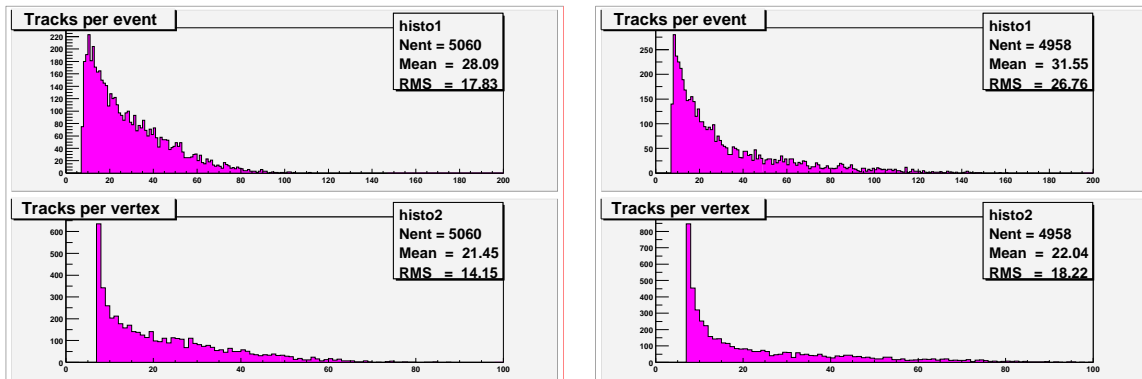 Tracks per event
histo1
Nent = 5060
Mean = 28.09
RMS = 17.83
220
200
180
160
140
120
100
80
60
40
20
0
0 20 40 60 80 100 120 140 160 180 200
Tracks per event
histo1
Nent = 4958
Mean = 31.55
RMS = 26.76
250
200
150
100
50
0
0 20 40 60 80 100 120 140 160 180 200
Tracks per vertex
histo2
Nent = 5060
Mean = 21.45
RMS = 14.15
600
500
400
300
200
100
0
0 20 40 60 80 100
Tracks per vertex
histo2
Nent = 4958
Mean = 22.04
RMS = 18.22
800
700
600
500
400
300
200
100
0
0 20 40 60 80 100